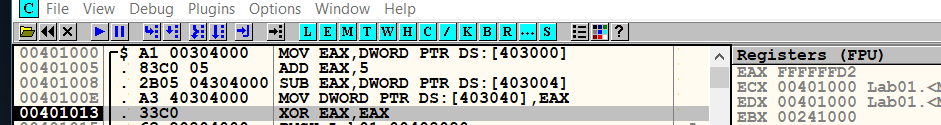 C File View Debug Plugins Options Window Help
L E M T W H C / K B R ... S ?
00401000 $ A1 00304000 MOV EAX,DWORD PTR DS:[403000]
00401005 . 83C0 05 ADD EAX,5
00401008 . 2B05 04304000 SUB EAX,DWORD PTR DS:[403004]
0040100E . A3 40304000 MOV DWORD PTR DS:[403040],EAX
00401013 . 33C0 XOR EAX,EAX
Registers (FPU)
EAX FFFFFFD2
ECX 00401000 Lab01.<M
EDX 00401000 Lab01.<M
EBX 00241000